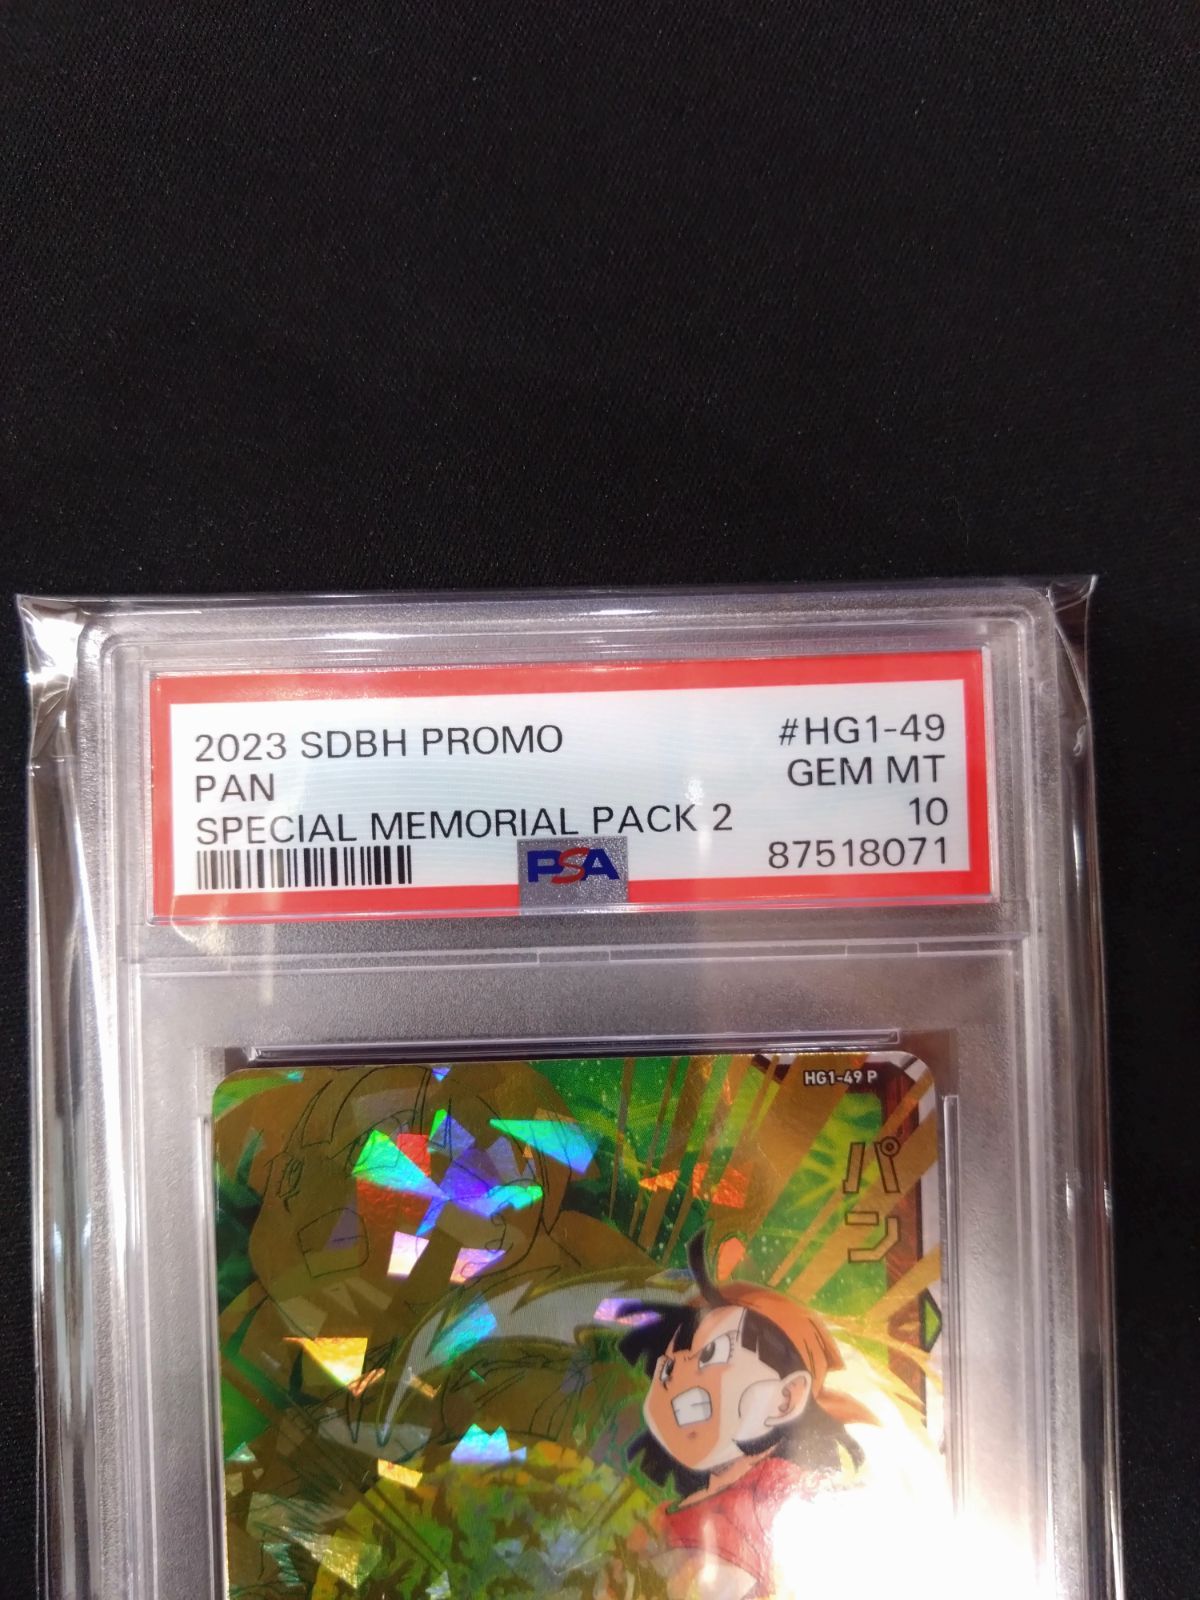 2023 SDBH PROMO #HG1-49
PAN GEM MT
SPECIAL MEMORIAL PACK 2 10
PSA 87518071
HG1-49 P
パン